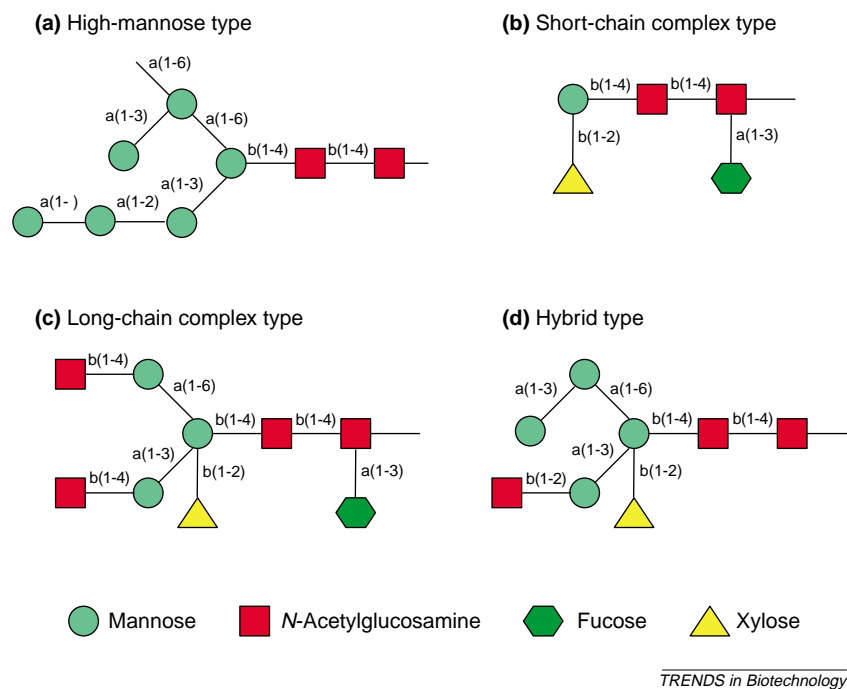 (a) High-mannose type
a(1-6)
a(1-3)
a(1-6)
b(1-4)
b(1-4)
a(1-3)
a(1- )
a(1-2)
(b) Short-chain complex type
b(1-4)
b(1-4)
b(1-2)
a(1-3)
(c) Long-chain complex type
b(1-4)
a(1-6)
b(1-4)
b(1-4)
a(1-3)
b(1-4)
b(1-2)
a(1-3)
(d) Hybrid type
a(1-3)
a(1-6)
b(1-4)
b(1-4)
a(1-3)
b(1-2)
b(1-2)
Mannose
N-Acetylglucosamine
Fucose
Xylose
TRENDS in Biotechnology